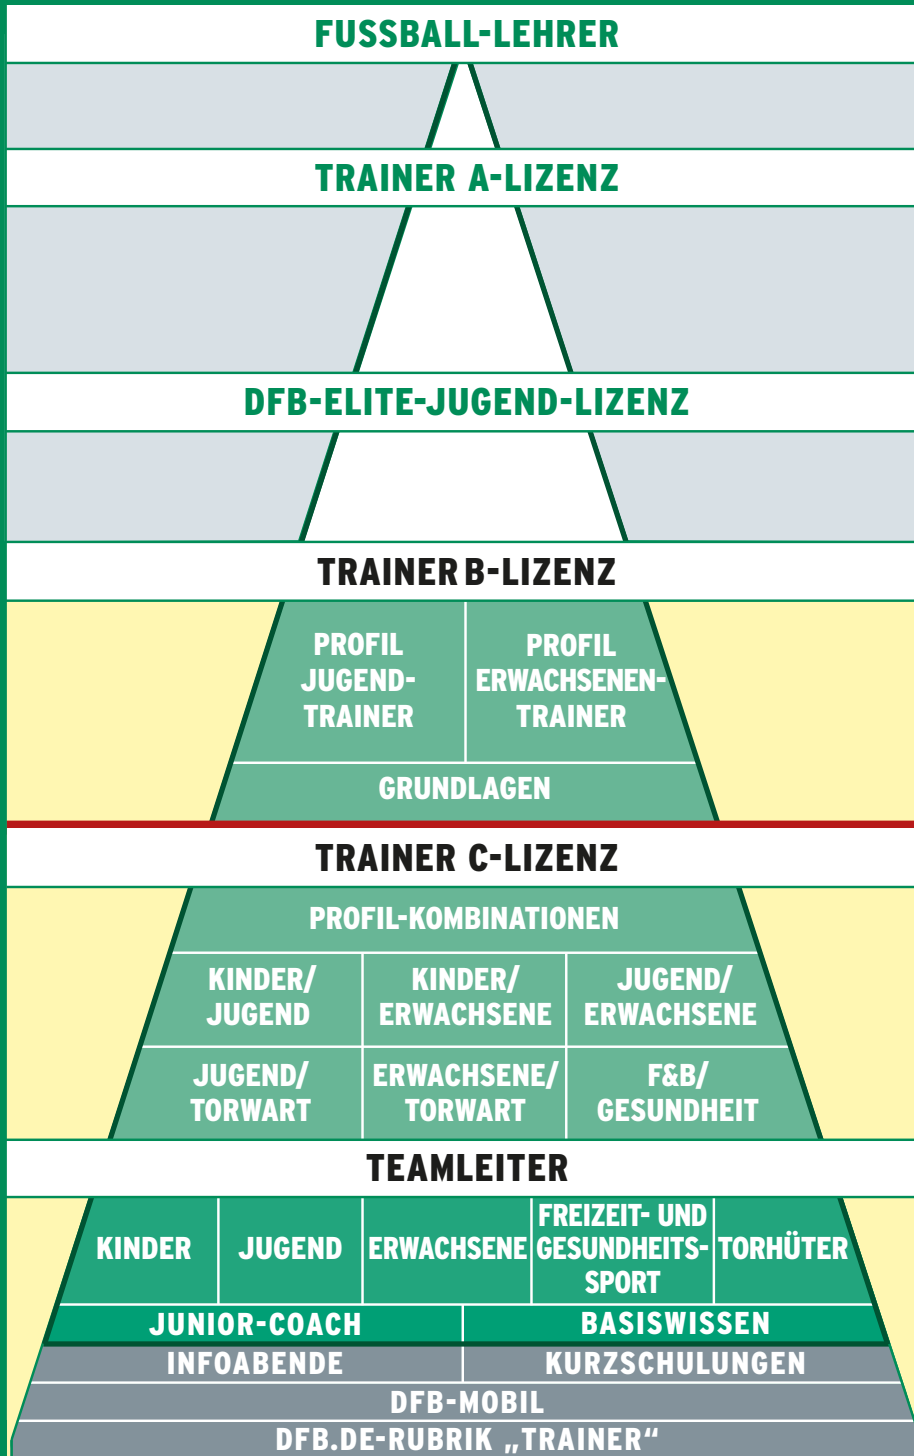 FUSSBALL-LEHRER
TRAINER A-LIZENZ
DFB-ELITE-JUGEND-LIZENZ
TRAINER B-LIZENZ
PROFIL
JUGEND-
TRAINER
PROFIL
ERWACHSENEN-
TRAINER
GRUNDLAGEN
TRAINER C-LIZENZ
PROFIL-KOMBINATIONEN
KINDER/
JUGEND
KINDER/
ERWACHSENE
JUGEND/
ERWACHSENE
JUGEND/
TORWART
ERWACHSENE/
TORWART
F&B/
GESUNDHEIT
TEAMLEITER
KINDER
JUGEND
ERWACHSENE
FREIZEIT- UND
GESUNDHEITS-
SPORT
TORHÜTER
JUNIOR-COACH
BASISWISSEN
INFOABENDE
KURZSCHULUNGEN
DFB-MOBIL
DFB.DE-RUBRIK „TRAINER“